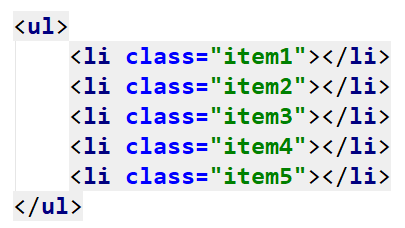 <ul>
<li class="item1"></li>
<li class="item2"></li>
<li class="item3"></li>
<li class="item4"></li>
<li class="item5"></li>
</ul>